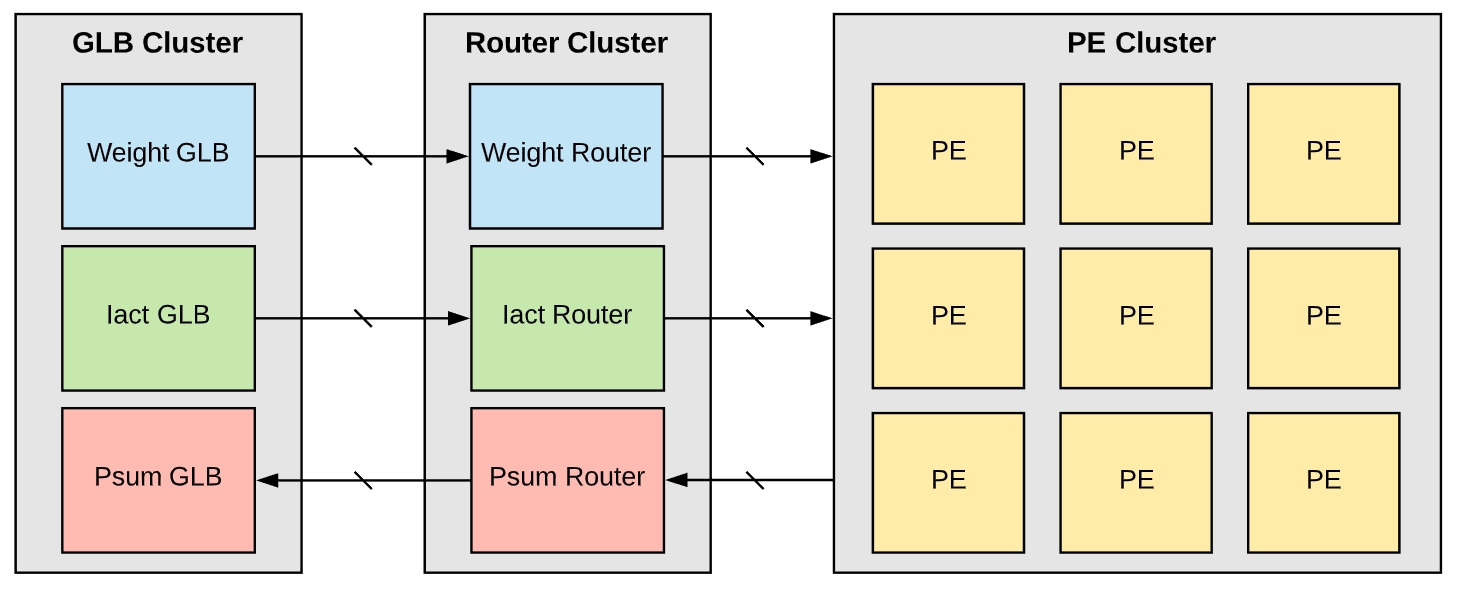 GLB Cluster
Router Cluster
PE Cluster
Weight GLB
Weight Router
PE
PE
PE
Iact GLB
Iact Router
PE
PE
PE
Psum GLB
Psum Router
PE
PE
PE